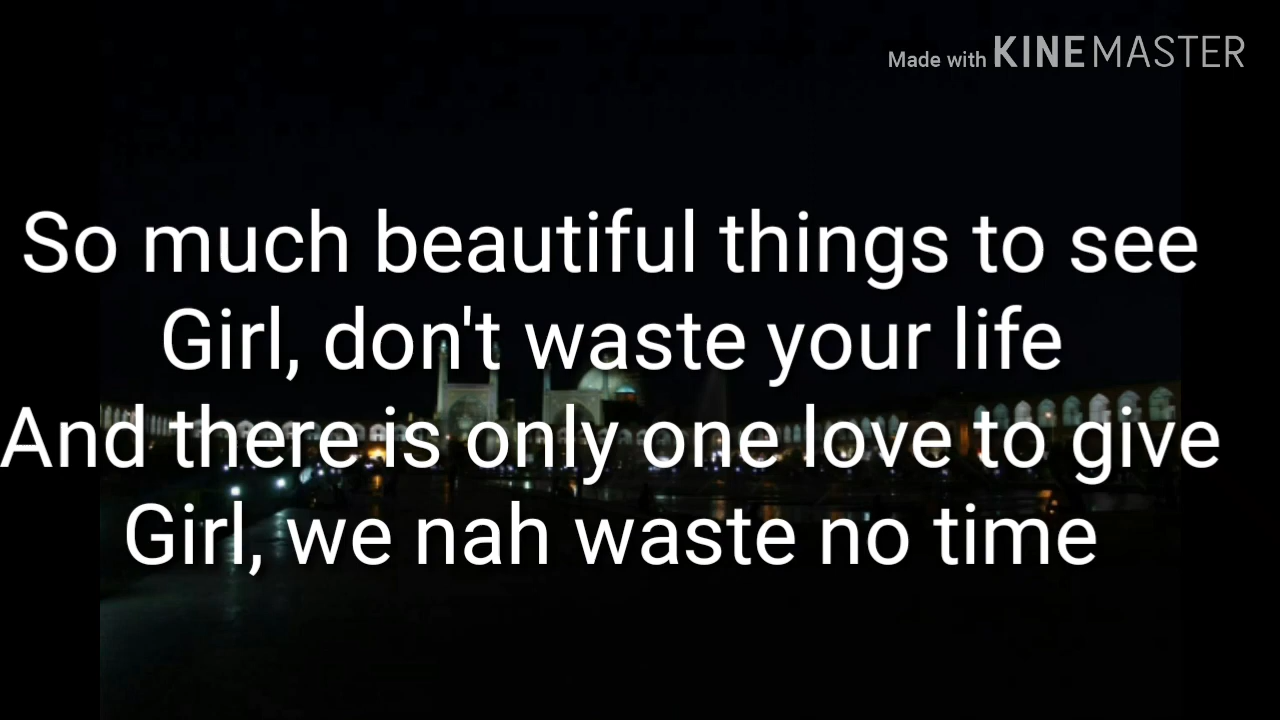 Made with KINEMASTER
So much beautiful things to see
Girl, don't waste your life
And there is only one love to give
Girl, we nah waste no time